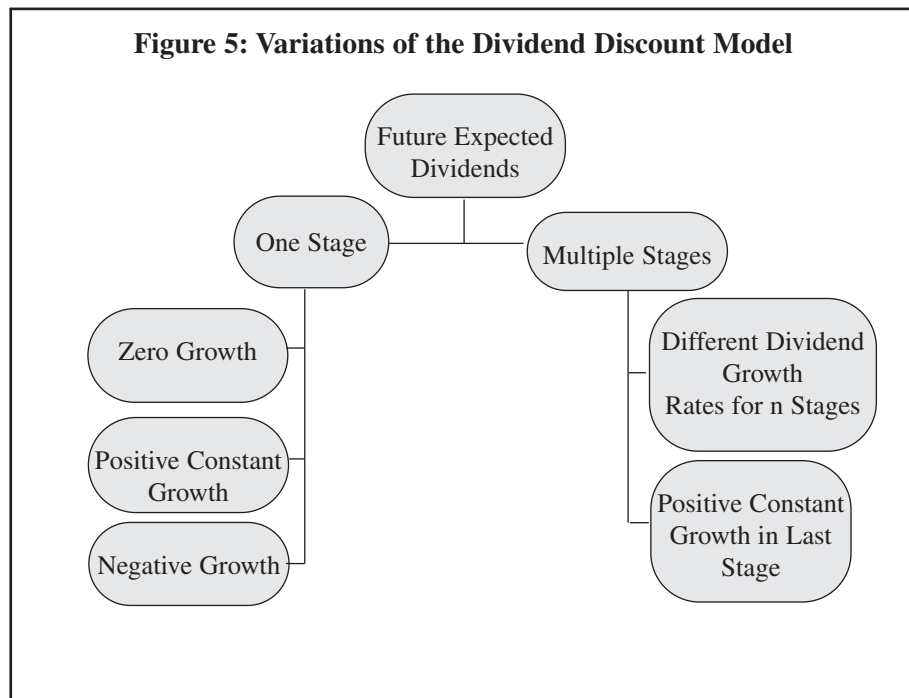 Figure 5: Variations of the Dividend Discount Model
Future Expected
Dividends
One Stage
Multiple Stages
Zero Growth
Positive Constant
Growth
Negative Growth
Different Dividend
Growth
Rates for n Stages
Positive Constant
Growth in Last
Stage